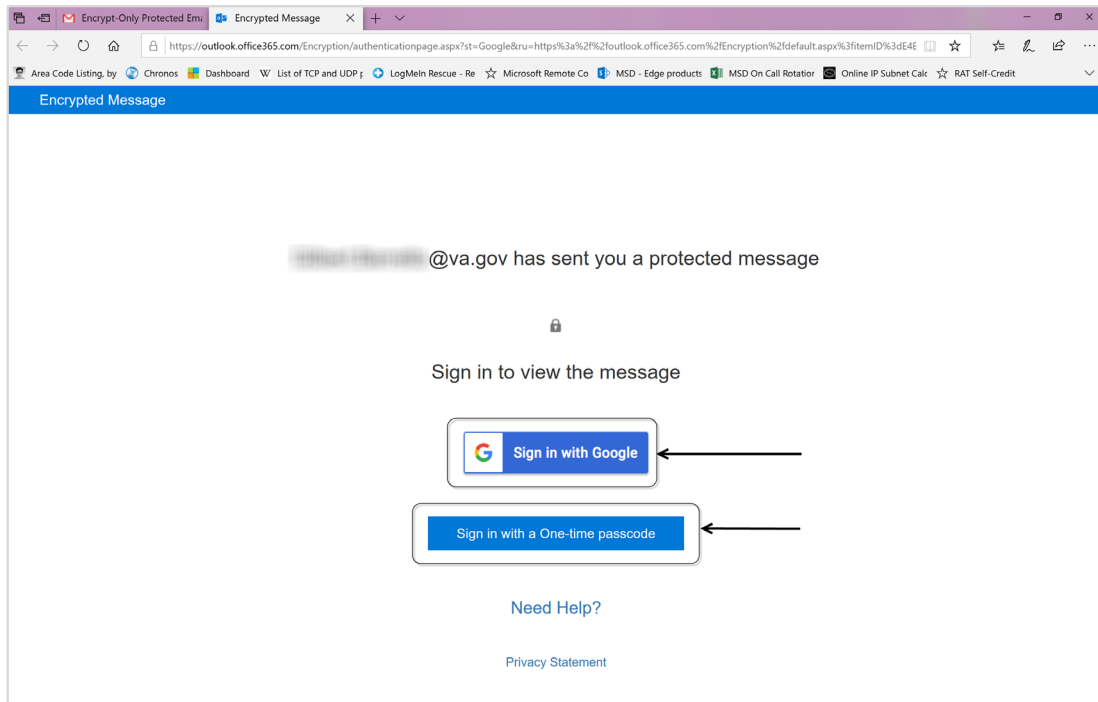 Encrypt-Only Protected Ema
Encrypted Message
https://outlook.office365.com/Encryption/authenticationpage.aspx?st=Google&ru=https%3a%2f%2foutlook.office365.com%2fEncryption%2fdefault.aspx%3fitemID%3dE4E
Area Code Listing, by
Chronos
Dashboard
W List of TCP and UDP p
LogMeIn Rescue - Re
Microsoft Remote Co
MSD - Edge products
MSD On Call Rotation
Online IP Subnet Calc
RAT Self-Credit
Encrypted Message
@va.gov has sent you a protected message
Sign in to view the message
G Sign in with Google
Sign in with a One-time passcode
Need Help?
Privacy Statement